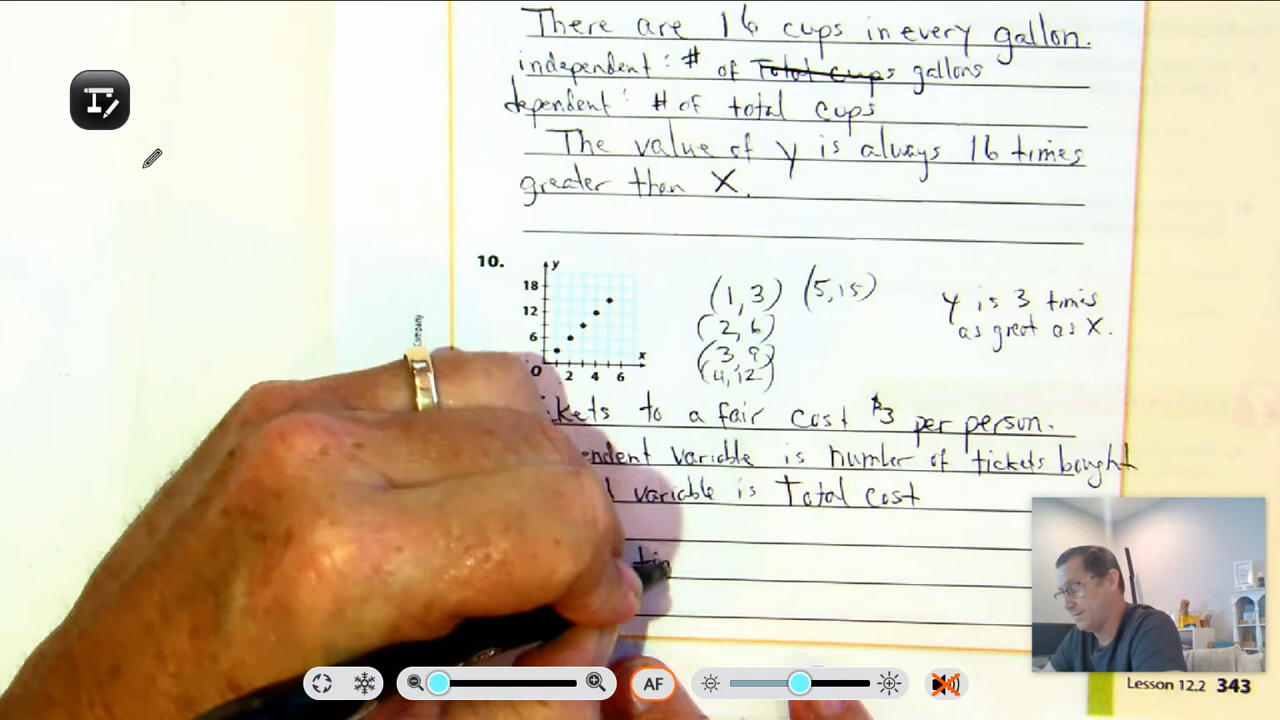 There are 16 cups in every gallon.
independent: # of Total cups gallons
dependent: # of total cups
The value of y is always 16 times
greater than X.
10.
y
18
12
6
O
2 4 6
x
(1, 3) (5, 15)
(2, 6)
(3, 9)
(4, 12)
y is 3 times
as great as X.
Company
kets to a fair cost $3 per person.
endent variable is number of tickets bought
variable is Total cost
tin
AF
Lesson 12.2 343